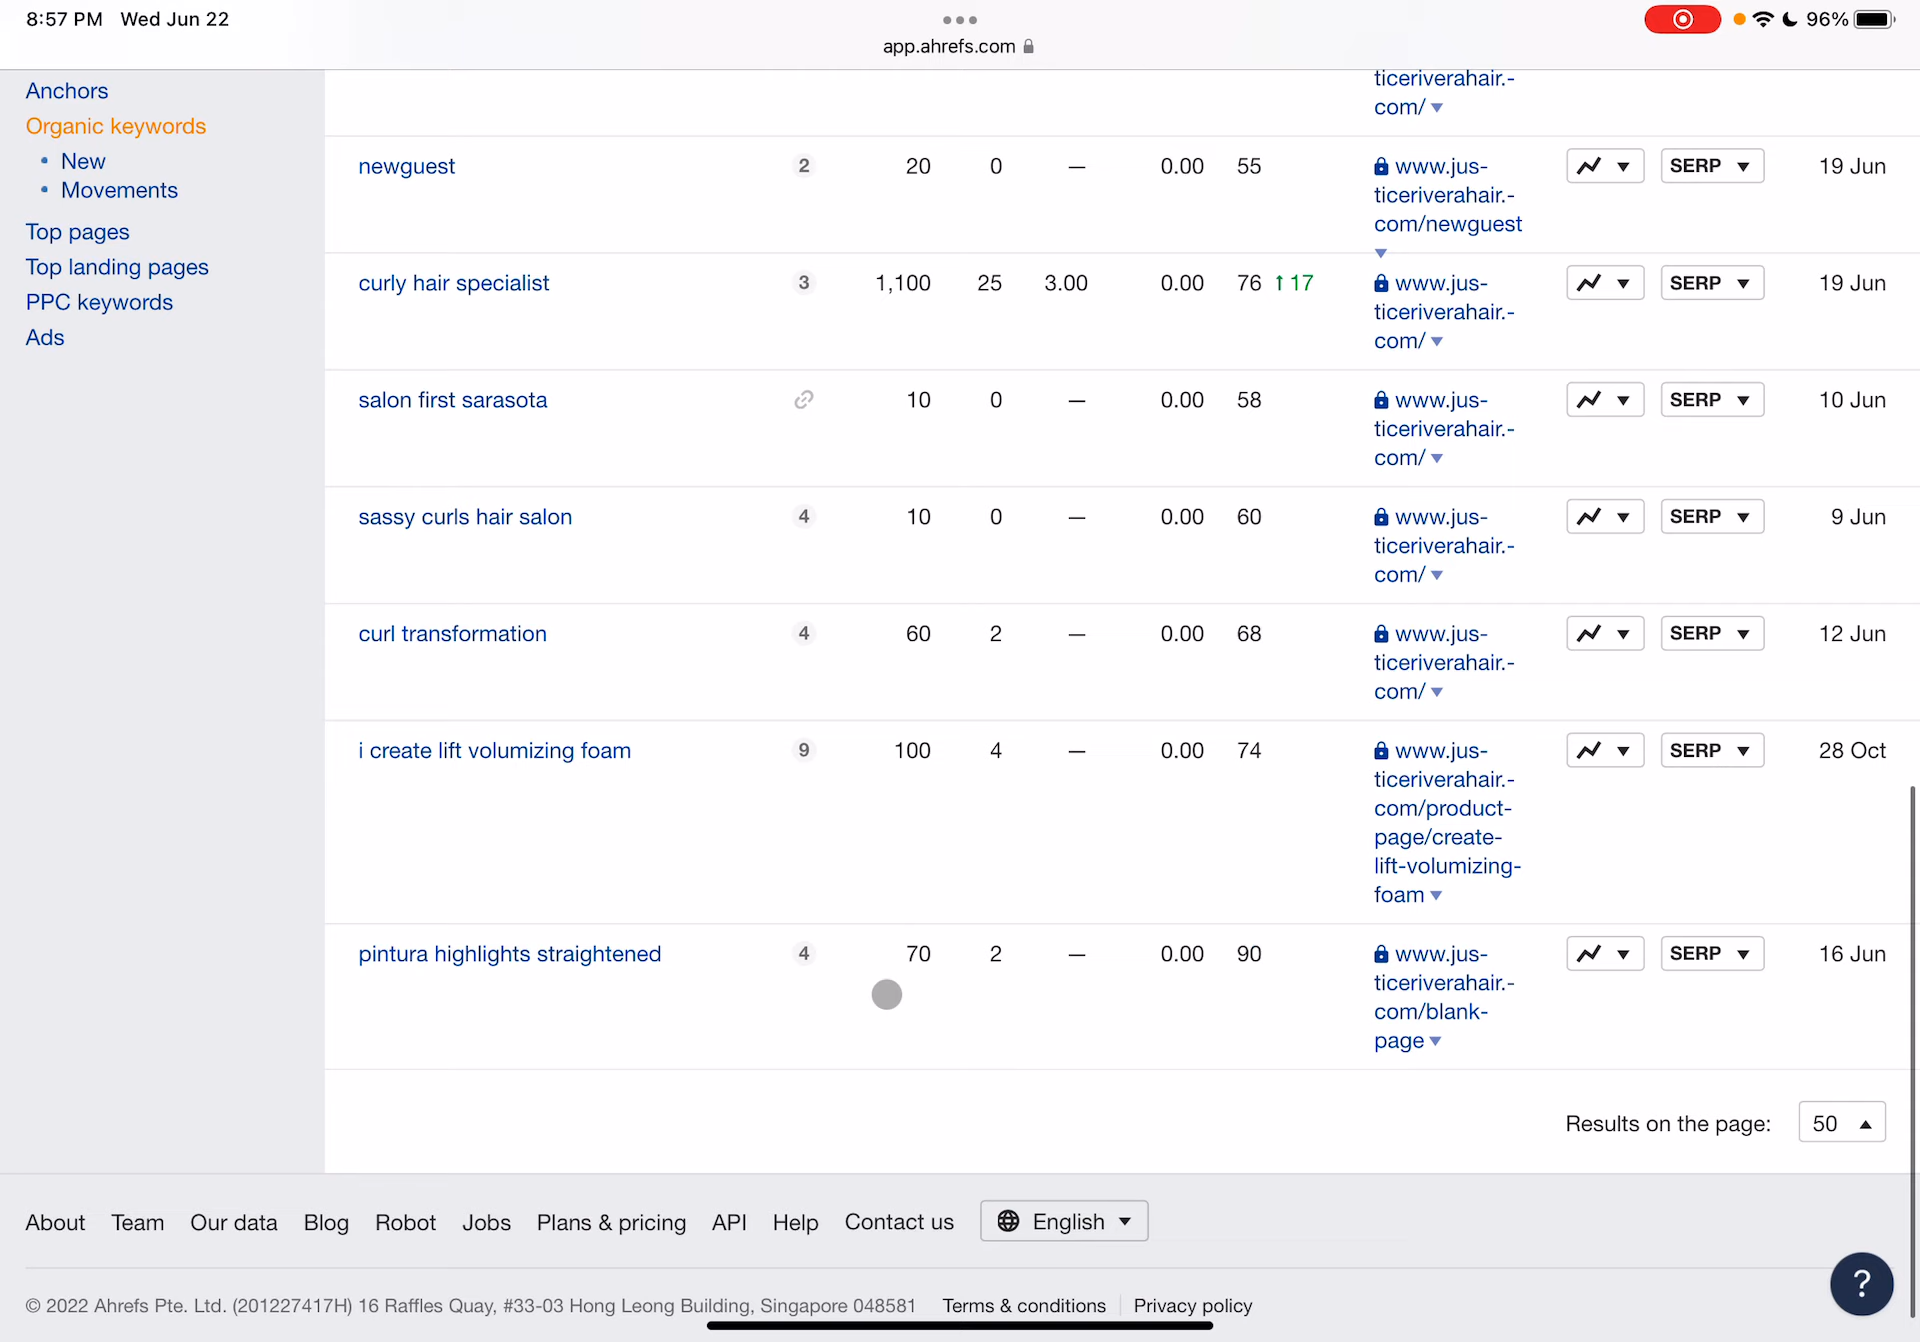 8:57 PM Wed Jun 22
96%
app.ahrefs.com
Anchors
Organic keywords
New
Movements
Top pages
Top landing pages
PPC keywords
Ads
ticeriverahair.-
com/
newguest 2 20 0 — 0.00 55 www.jus- SERP 19 Jun
ticeriverahair.-
com/newguest
curly hair specialist 3 1,100 25 3.00 0.00 76 ↑17 www.jus- SERP 19 Jun
ticeriverahair.-
com/
salon first sarasota 10 0 — 0.00 58 www.jus- SERP 10 Jun
ticeriverahair.-
com/
sassy curls hair salon 4 10 0 — 0.00 60 www.jus- SERP 9 Jun
ticeriverahair.-
com/
curl transformation 4 60 2 — 0.00 68 www.jus- SERP 12 Jun
ticeriverahair.-
com/
i create lift volumizing foam 9 100 4 — 0.00 74 www.jus- SERP 28 Oct
ticeriverahair.-
com/product-
page/create-
lift-volumizing-
foam
pintura highlights straightened 4 70 2 — 0.00 90 www.jus- SERP 16 Jun
ticeriverahair.-
com/blank-
page
Results on the page: 50
About Team Our data Blog Robot Jobs Plans & pricing API Help Contact us English
?
© 2022 Ahrefs Pte. Ltd. (201227417H) 16 Raffles Quay, #33-03 Hong Leong Building, Singapore 048581 Terms & conditions Privacy policy